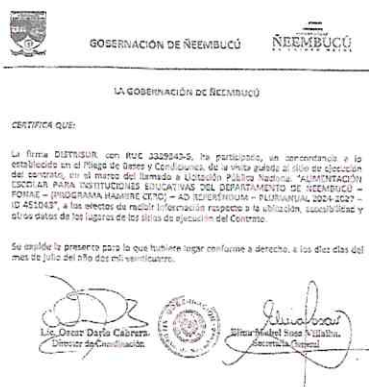 GOBERNACIÓN DE ÑEEMBUCÚ
ÑEEMBUCÚ
LA GOBERNACIÓN DE ÑEEMBUCÚ
CERTIFICA QUE:
La firma DISTRISUR con RUC 3329843-5, ha participado, en concordancia a lo
establecido en el Pliego de Bases y Condiciones, de la visita guiada al sitio de ejecución
del contrato, en el marco del llamado a Licitación Pública Nacional "ALIMENTACIÓN
ESCOLAR PARA INSTITUCIONES EDUCATIVAS DEL DEPARTAMENTO DE ÑEEMBUCÚ –
FONAE – (PROGRAMA HAMBRE CERO) – AD REFERÉNDUM – PLURIANUAL 2024-2027 –
ID 451043", a los efectos de recibir información respecto a la ubicación, accesibilidad y
otros datos de los lugares de los sitios de ejecución del Contrato.
Se expide la presente para lo que hubiere lugar conforme a derecho, a los diez días del
mes de julio del año dos mil veinticuatro.
Lic. Oscar Darío Cabrera
Director de Coordinación
Elina Mabel Sosa Villalba
Secretaria General